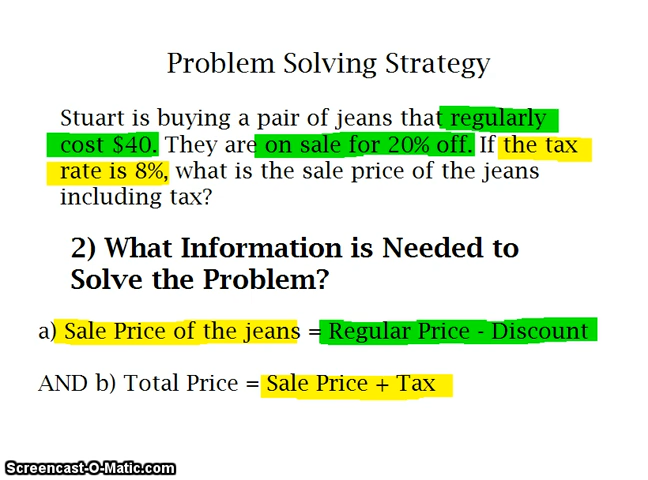 Problem Solving Strategy
Stuart is buying a pair of jeans that regularly
cost $40. They are on sale for 20% off. If the tax
rate is 8%, what is the sale price of the jeans
including tax?
2) What Information is Needed to
Solve the Problem?
a) Sale Price of the jeans = Regular Price - Discount
AND b) Total Price = Sale Price + Tax
Screencast-O-Matic.com